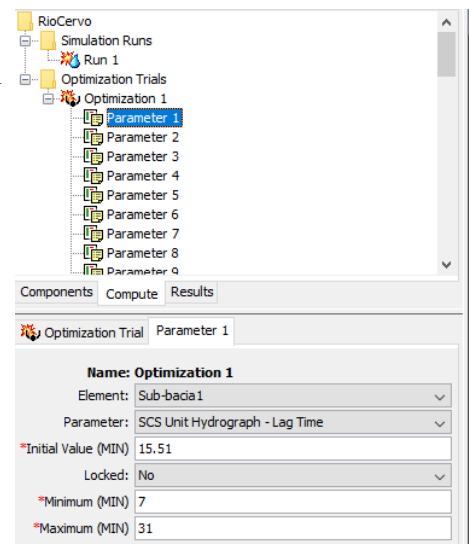 RioCervo
Simulation Runs
Run 1
Optimization Trials
Optimization 1
Parameter 1
Parameter 2
Parameter 3
Parameter 4
Parameter 5
Parameter 6
Parameter 7
Parameter 8
Parameter 9
Components Compute Results
Optimization Trial Parameter 1
Name: Optimization 1
Element: Sub-bacia1
Parameter: SCS Unit Hydrograph - Lag Time
*Initial Value (MIN) 15.51
Locked: No
*Minimum (MIN) 7
*Maximum (MIN) 31